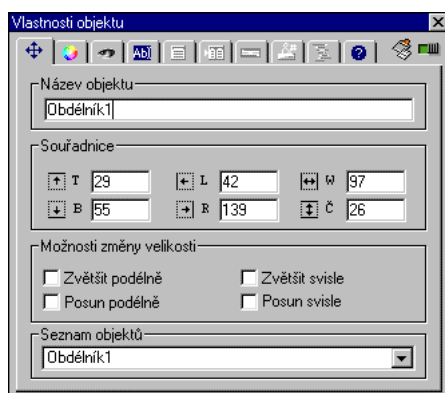 Vlastnosti objektu
Název objektu
Obdélník1
Souřadnice
T 29 L 42 W 97
B 55 R 139 Č 26
Možnosti změny velikosti
Zvětšit podélně Zvětšit svisle
Posun podélně Posun svisle
Seznam objektů
Obdélník1